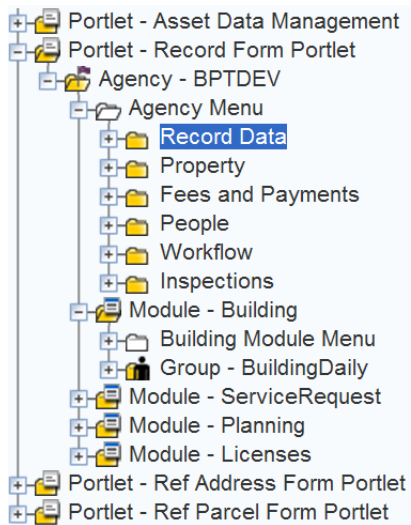 Portlet - Asset Data Management
Portlet - Record Form Portlet
Agency - BPTDEV
Agency Menu
Record Data
Property
Fees and Payments
People
Workflow
Inspections
Module - Building
Building Module Menu
Group - BuildingDaily
Module - ServiceRequest
Module - Planning
Module - Licenses
Portlet - Ref Address Form Portlet
Portlet - Ref Parcel Form Portlet